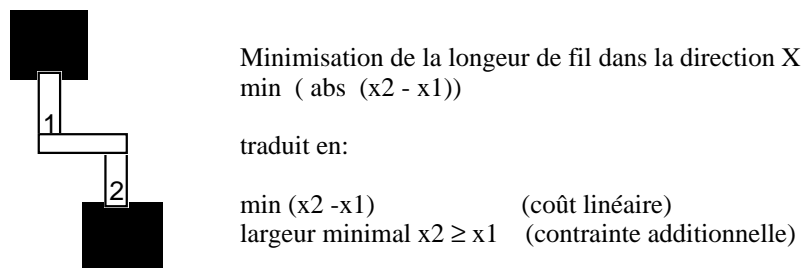 Minimisation de la longeur de fil dans la direction X
min ( abs (x2 - x1))
1
traduit en:
2
min (x2 -x1) (coût linéaire)
largeur minimal x2 ≥ x1 (contrainte additionnelle)